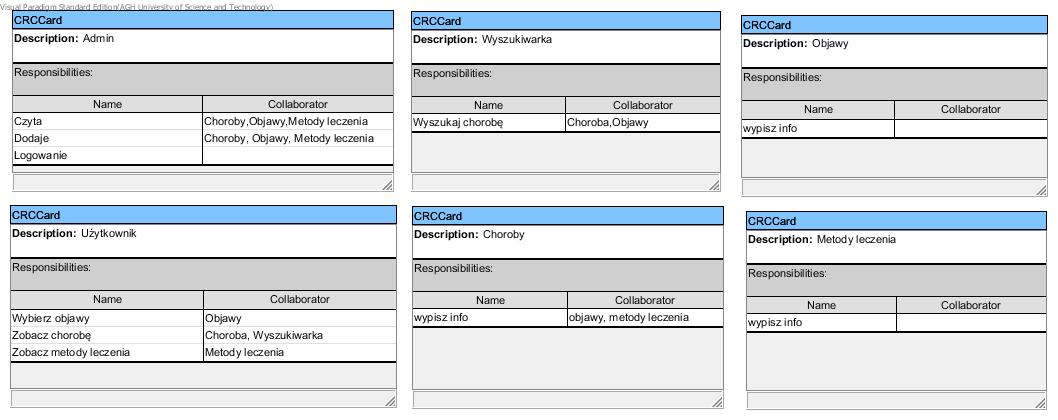 Visual Paradigm Standard Edition(AGH University of Science and Technology)
CRCCard
Description: Admin
Responsibilities:
Name Collaborator
Czyta Choroby,Objawy,Metody leczenia
Dodaje Choroby, Objawy, Metody leczenia
Logowanie
CRCCard
Description: Wyszukiwarka
Responsibilities:
Name Collaborator
Wyszukaj chorobę Choroba,Objawy
CRCCard
Description: Objawy
Responsibilities:
Name Collaborator
wypisz info
CRCCard
Description: Użytkownik
Responsibilities:
Name Collaborator
Wybierz objawy Objawy
Zobacz chorobę Choroba, Wyszukiwarka
Zobacz metody leczenia Metody leczenia
CRCCard
Description: Choroby
Responsibilities:
Name Collaborator
wypisz info objawy, metody leczenia
CRCCard
Description: Metody leczenia
Responsibilities:
Name Collaborator
wypisz info